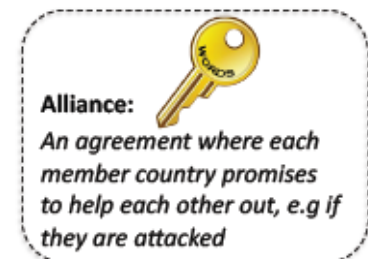 WORDS
Alliance:
An agreement where each
member country promises
to help each other out, e.g if
they are attacked